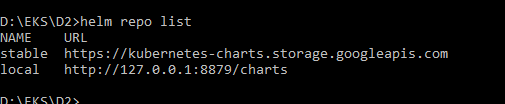 D:\EKS\D2>helm repo list
NAME URL
stable https://kubernetes-charts.storage.googleapis.com
local http://127.0.0.1:8879/charts
D:\EKS\D2>